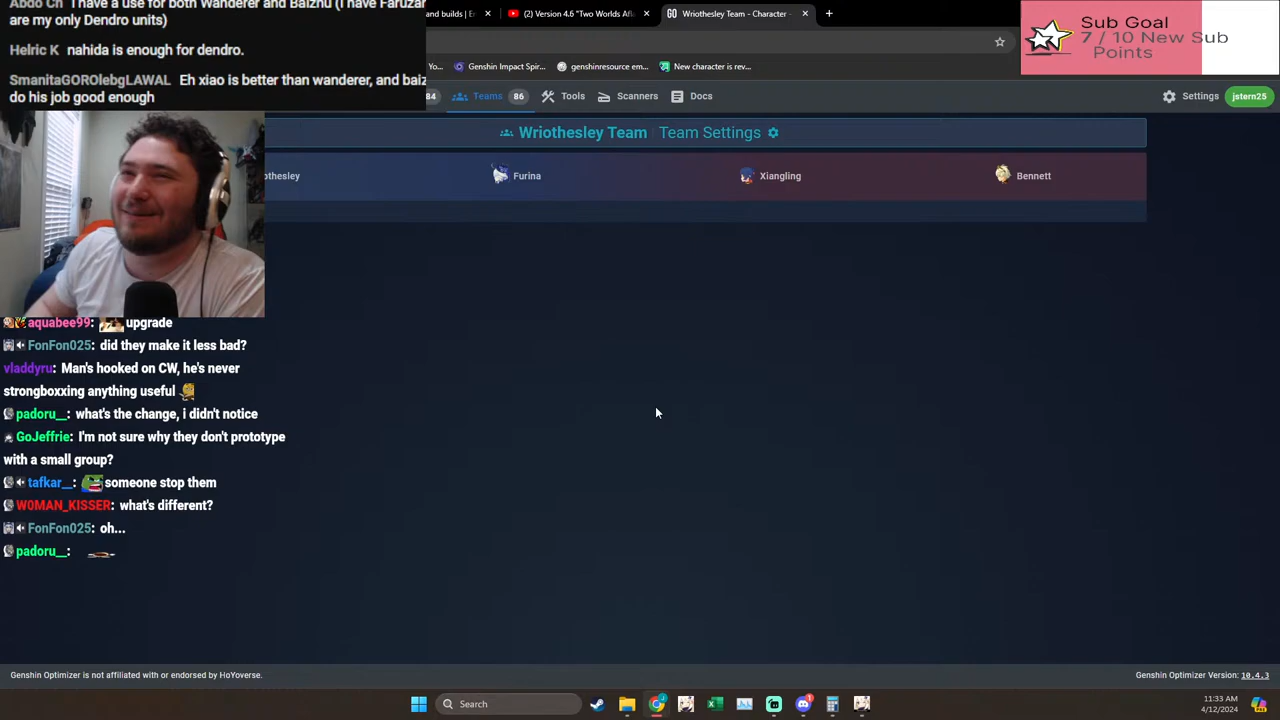 Abdo Ch I have a use for both Wanderer and Baizhu (I have Faruzan
are my only Dendro units)
Helric K nahida is enough for dendro.
SmanitaGOROlebgLAWAL Eh xiao is better than wanderer, and baiz
do his job good enough
and builds | E
(2) Version 4.6 "Two Worlds Afla
Wriothesley Team - Character -
Sub Goal
7 / 10 New Sub
Points
Yo...
Genshin Impact Spir...
genshinresource em...
New character is rev...
84
Teams 86
Tools
Scanners
Docs
Settings
jstern25
Wriothesley Team | Team Settings
othesley
Furina
Xiangling
Bennett
aquabee99: upgrade
FonFon025: did they make it less bad?
vladdyru: Man's hooked on CW, he's never
strongboxxing anything useful
padoru__: what's the change, i didn't notice
GoJeffrie: I'm not sure why they don't prototype
with a small group?
tafkar__: someone stop them
W0MAN_KISSER: what's different?
FonFon025: oh...
padoru__:
Genshin Optimizer is not affiliated with or endorsed by HoYoverse.
Genshin Optimizer Version: 10.4.3
Search
11:33 AM
4/12/2024